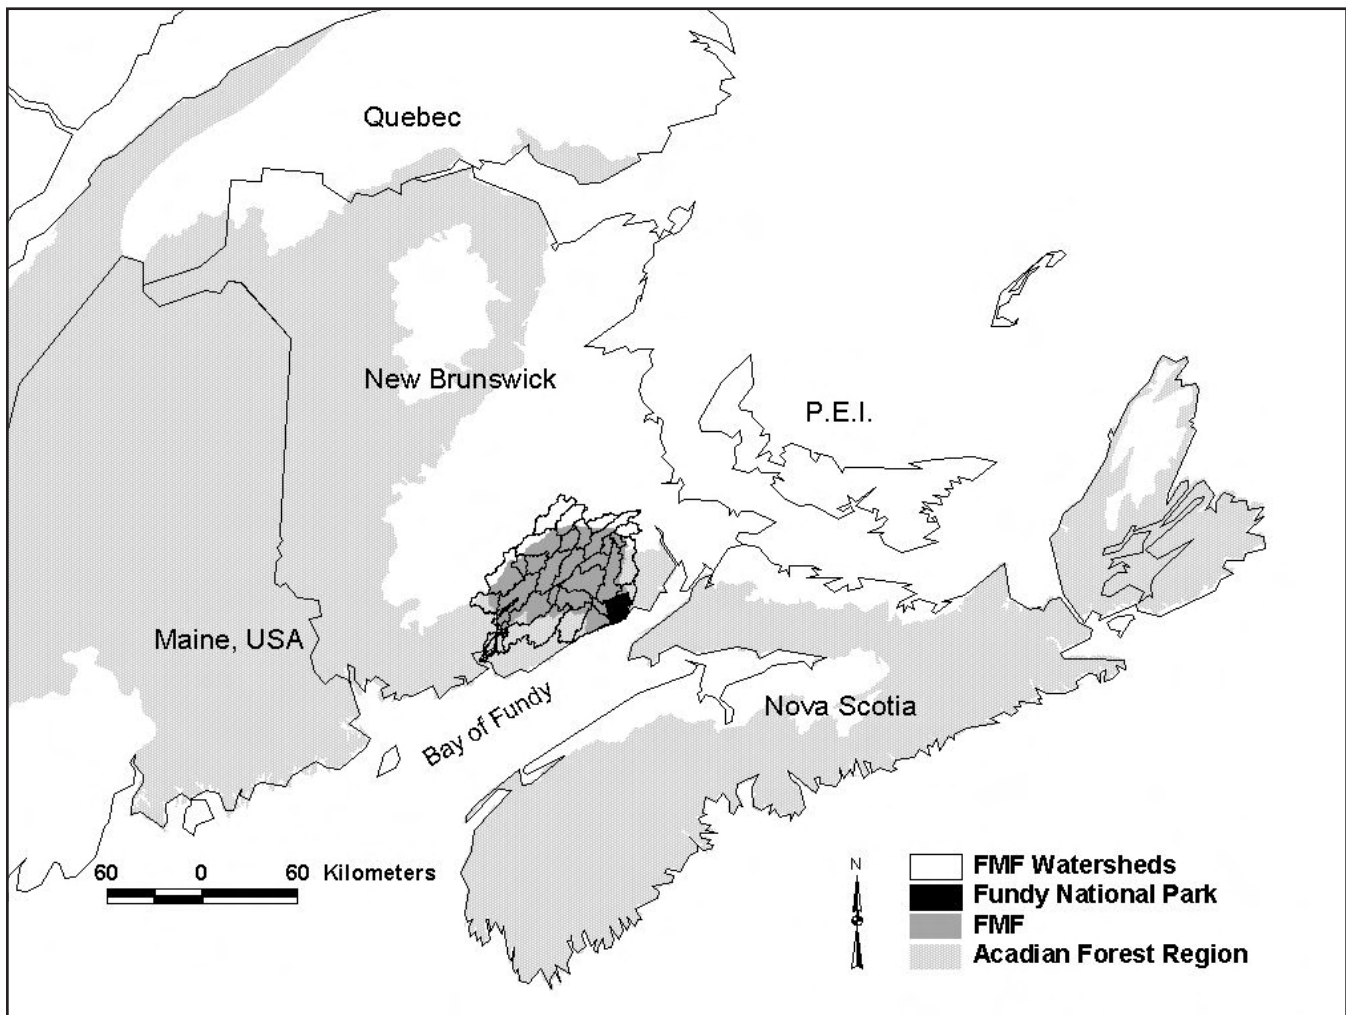 Quebec
New Brunswick
P.E.I.
Maine, USA
Bay of Fundy
Nova Scotia
60 0 60 Kilometers
N
FMF Watersheds
Fundy National Park
FMF
Acadian Forest Region